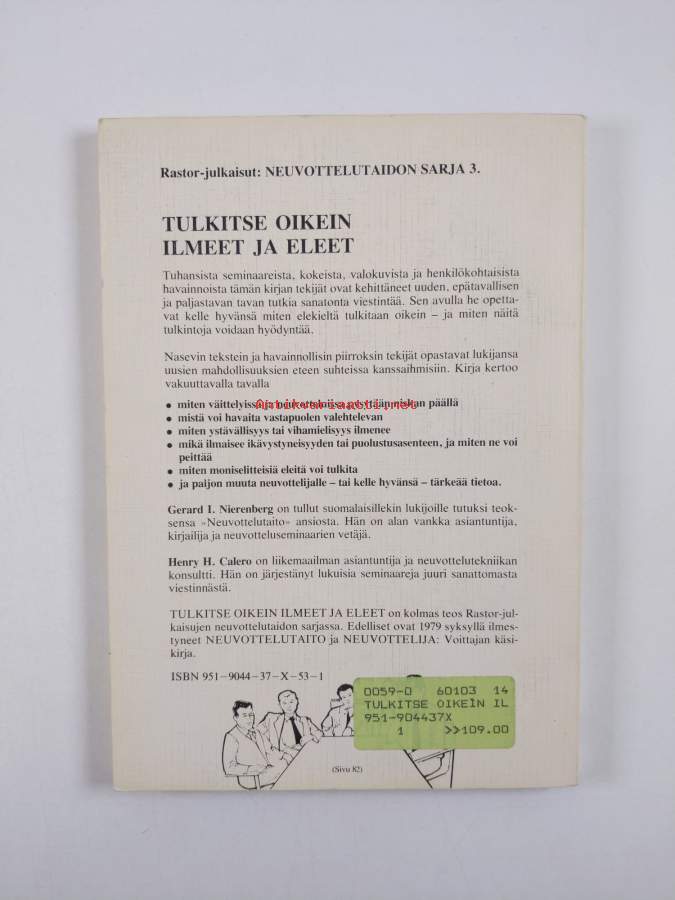 Rastor-julkaisut: NEUVOTTELUTAIDON SARJA 3.
TULKITSE OIKEIN
ILMEET JA ELEET
Tuhansista seminaareista, kokeista, valokuvista ja henkilökohtaisista
havainnoista tämän kirjan tekijät ovat kehittäneet uuden, epätavallisen
ja paljastavan tavan tutkia sanatonta viestintää. Sen avulla he opetta-
vat kelle hyvänsä miten elekieltä tulkitaan oikein – ja miten näitä
tulkintoja voidaan hyödyntää.
Nasevin tekstein ja havainnollisin piirroksin tekijät opastavat lukijansa
uusien mahdollisuuksien eteen suhteissa kanssaihmisiin. Kirja kertoo
vakuuttavalla tavalla
• miten väittelyissä ja neuvotteluissa pysytään niskan päällä
• mistä voi havaita vastapuolen valehtelevan
• miten ystävällisyys tai vihamielisyys ilmenee
• mikä ilmaisee ikävystyneisyyden tai puolustusasenteen, ja miten ne voi
peittää
• miten moniselitteisiä eleitä voi tulkita
• ja paljon muuta neuvottelijalle – tai kelle hyvänsä – tärkeää tietoa.
Gerard I. Nierenberg on tullut suomalaisillekin lukijoille tutuksi teok-
sensa »Neuvottelutaito» ansiosta. Hän on alan vankka asiantuntija,
kirjailija ja neuvotteluseminaarien vetäjä.
Henry H. Calero on liikemaailman asiantuntija ja neuvottelutekniikan
konsultti. Hän on järjestänyt lukuisia seminaareja juuri sanattomasta
viestinnästä.
TULKITSE OIKEIN ILMEET JA ELEET on kolmas teos Rastor-jul-
kaisujen neuvottelutaidon sarjassa. Edelliset ovat 1979 syksyllä ilmes-
tyneet NEUVOTTELUTAITO ja NEUVOTTELIJA: Voittajan käsi-
kirja.
ISBN 951–9044–37–X–53–1
0059-0 60103 14
TULKITSE OIKEIN IL
951-904437X
1 >>109.00
(Sivu 82)